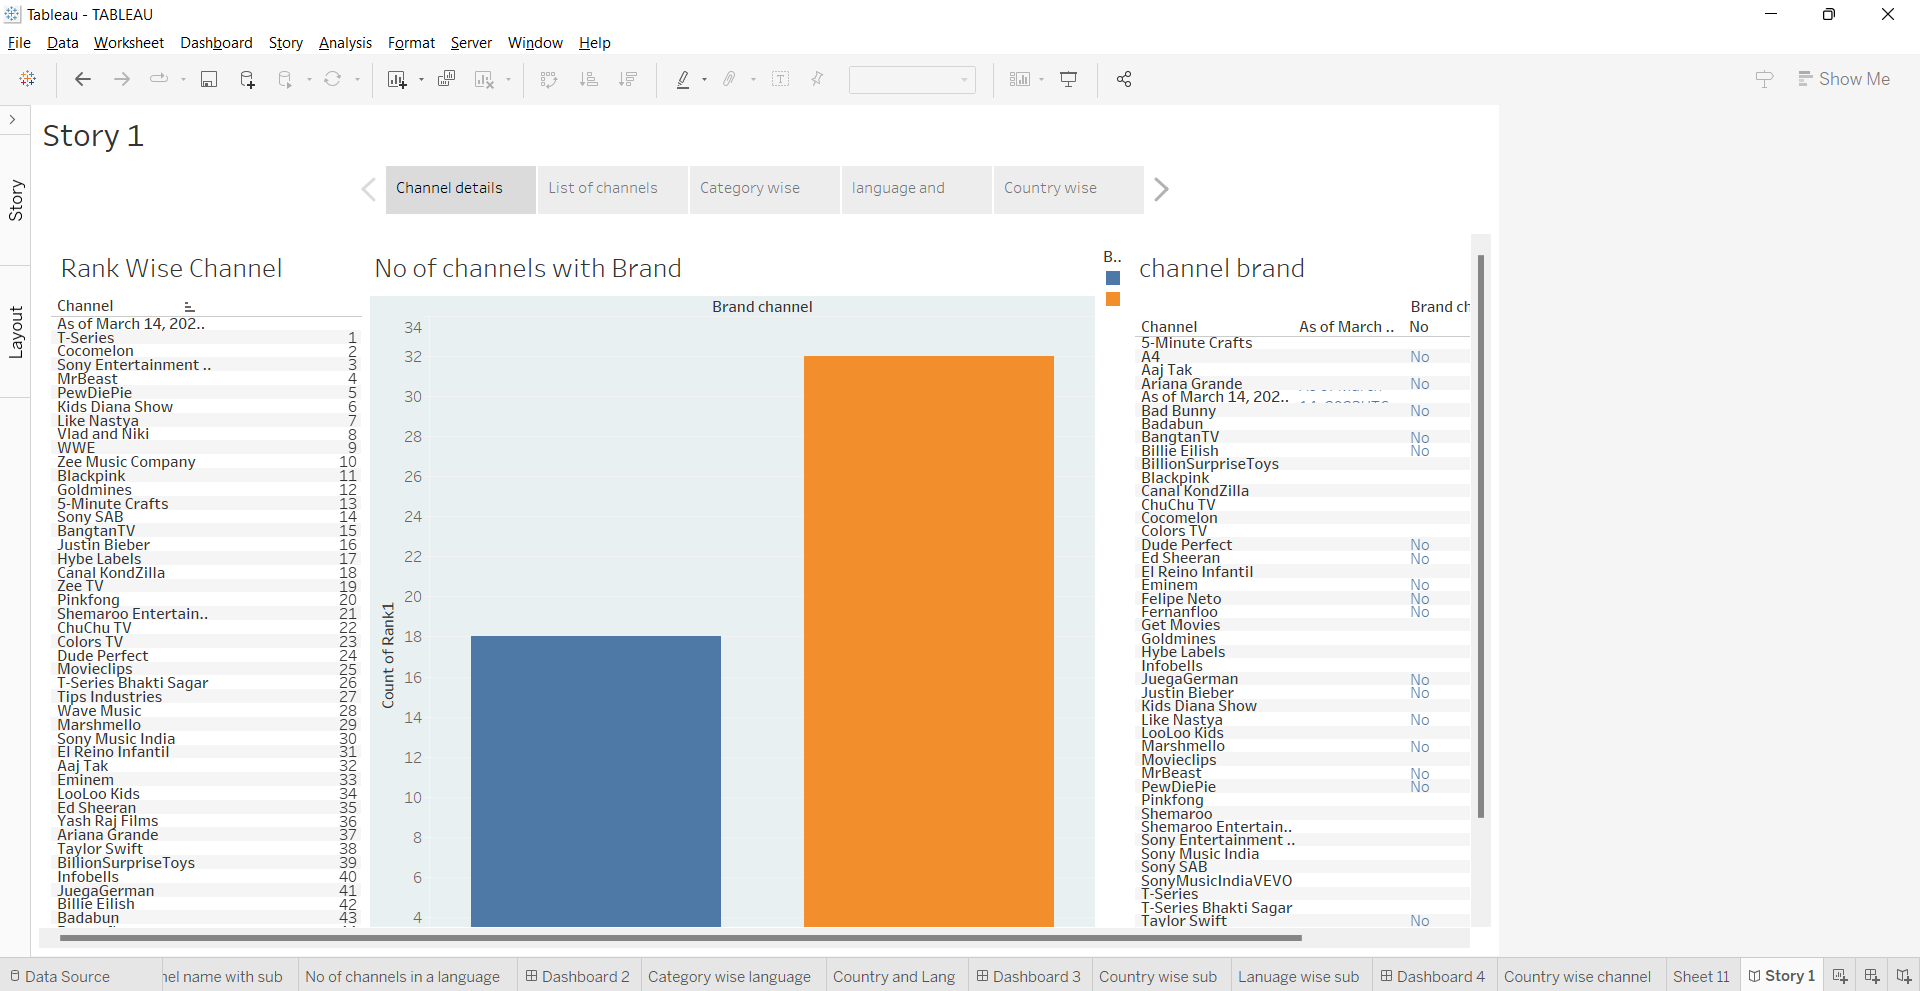 Tableau - TABLEAU
File Data Worksheet Dashboard Story Analysis Format Server Window Help
Show Me
Story
Layout
Story 1
Channel details
List of channels
Category wise
language and
Country wise
Rank Wise Channel
Channel
As of March 14, 202..
T-Series 1
Cocomelon 2
Sony Entertainment .. 3
MrBeast 4
PewDiePie 5
Kids Diana Show 6
Like Nastya 7
Vlad and Niki 8
WWE 9
Zee Music Company 10
Blackpink 11
Goldmines 12
5-Minute Crafts 13
Sony SAB 14
BangtanTV 15
Justin Bieber 16
Hybe Labels 17
Canal KondZilla 18
Zee TV 19
Pinkfong 20
Shemaroo Entertain.. 21
ChuChu TV 22
Colors TV 23
Dude Perfect 24
Movieclips 25
T-Series Bhakti Sagar 26
Tips Industries 27
Wave Music 28
Marshmello 29
Sony Music India 30
El Reino Infantil 31
Aaj Tak 32
Eminem 33
LooLoo Kids 34
Ed Sheeran 35
Yash Raj Films 36
Ariana Grande 37
Taylor Swift 38
BillionSurpriseToys 39
Infobells 40
JuegaGerman 41
Billie Eilish 42
Badabun 43
No of channels with Brand
Brand channel
Count of Rank1
34
32
30
28
26
24
22
20
18
16
14
12
10
8
6
4
B..
channel brand
Brand ch
Channel As of March .. No
5-Minute Crafts
A4 No
Aaj Tak
Ariana Grande No
As of March 14, 202..
Bad Bunny No
Badabun
BangtanTV No
Billie Eilish No
BillionSurpriseToys
Blackpink
Canal KondZilla
ChuChu TV
Cocomelon
Colors TV
Dude Perfect No
Ed Sheeran No
El Reino Infantil
Eminem No
Felipe Neto No
Fernanfloo No
Get Movies
Goldmines
Hybe Labels
Infobells
JuegaGerman No
Justin Bieber No
Kids Diana Show
Like Nastya No
LooLoo Kids
Marshmello No
Movieclips
MrBeast No
PewDiePie No
Pinkfong
Shemaroo
Shemaroo Entertain..
Sony Entertainment ..
Sony Music India
Sony SAB
SonyMusicIndiaVEVO
T-Series
T-Series Bhakti Sagar
Taylor Swift No
Data Source
nel name with sub
No of channels in a language
Dashboard 2
Category wise language
Country and Lang
Dashboard 3
Country wise sub
Lanuage wise sub
Dashboard 4
Country wise channel
Sheet 11
Story 1